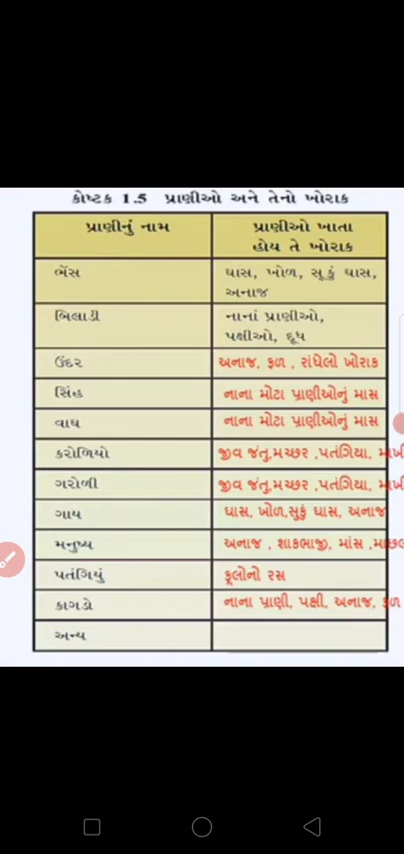 કોષ્ટક 1.5 પ્રાણીઓ અને તેનો ખોરાક
પ્રાણીનું નામ
પ્રાણીઓ ખાતા
હોય તે ખોરાક
ભેંસ
ઘાસ, ખોળ, સૂકું ઘાસ,
અનાજ
બિલાડી
નાનાં પ્રાણીઓ,
પક્ષીઓ, દૂધ
ઉંદર
અનાજ, ફળ , રાંધેલો ખોરાક
સિંહ
નાના મોટા પ્રાણીઓનું માસ
વાઘ
નાના મોટા પ્રાણીઓનું માસ
કરોળિયો
જીવ જંતુ,મચ્છર ,પતંગિયા,
ગરોળી
જીવ જંતુ,મચ્છર ,પતંગિયા,
ગાય
ઘાસ, ખોળ,સુકું ઘાસ, અનાજ
મનુષ્ય
અનાજ , શાકભાજી, માંસ ,
પતંગિયું
ફૂલોનો રસ
કાગડો
નાના પ્રાણી, પક્ષી, અનાજ, ફળ
અન્ય